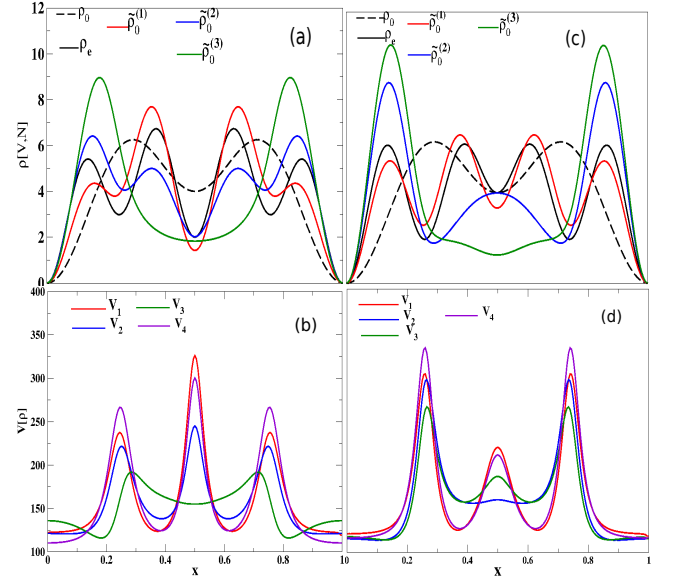 ρ₀ ρ̃₀⁽¹⁾ ρ̃₀⁽²⁾
ρₑ ρ̃₀⁽³⁾
(a)
ρ₀ ρ̃₀⁽¹⁾ ρ̃₀⁽³⁾
ρₑ ρ̃₀⁽²⁾
(c)
12
10
8
6
4
2
0
ρ[V,N]
V₁ V₃
V₂ V₄
(b)
V₁ V₄
V₂
V₃
(d)
400
350
300
250
200
150
100
V[ρ]
0 0.2 0.4 0.6 0.8 0 0.2 0.4 0.6 0.8 1
x x